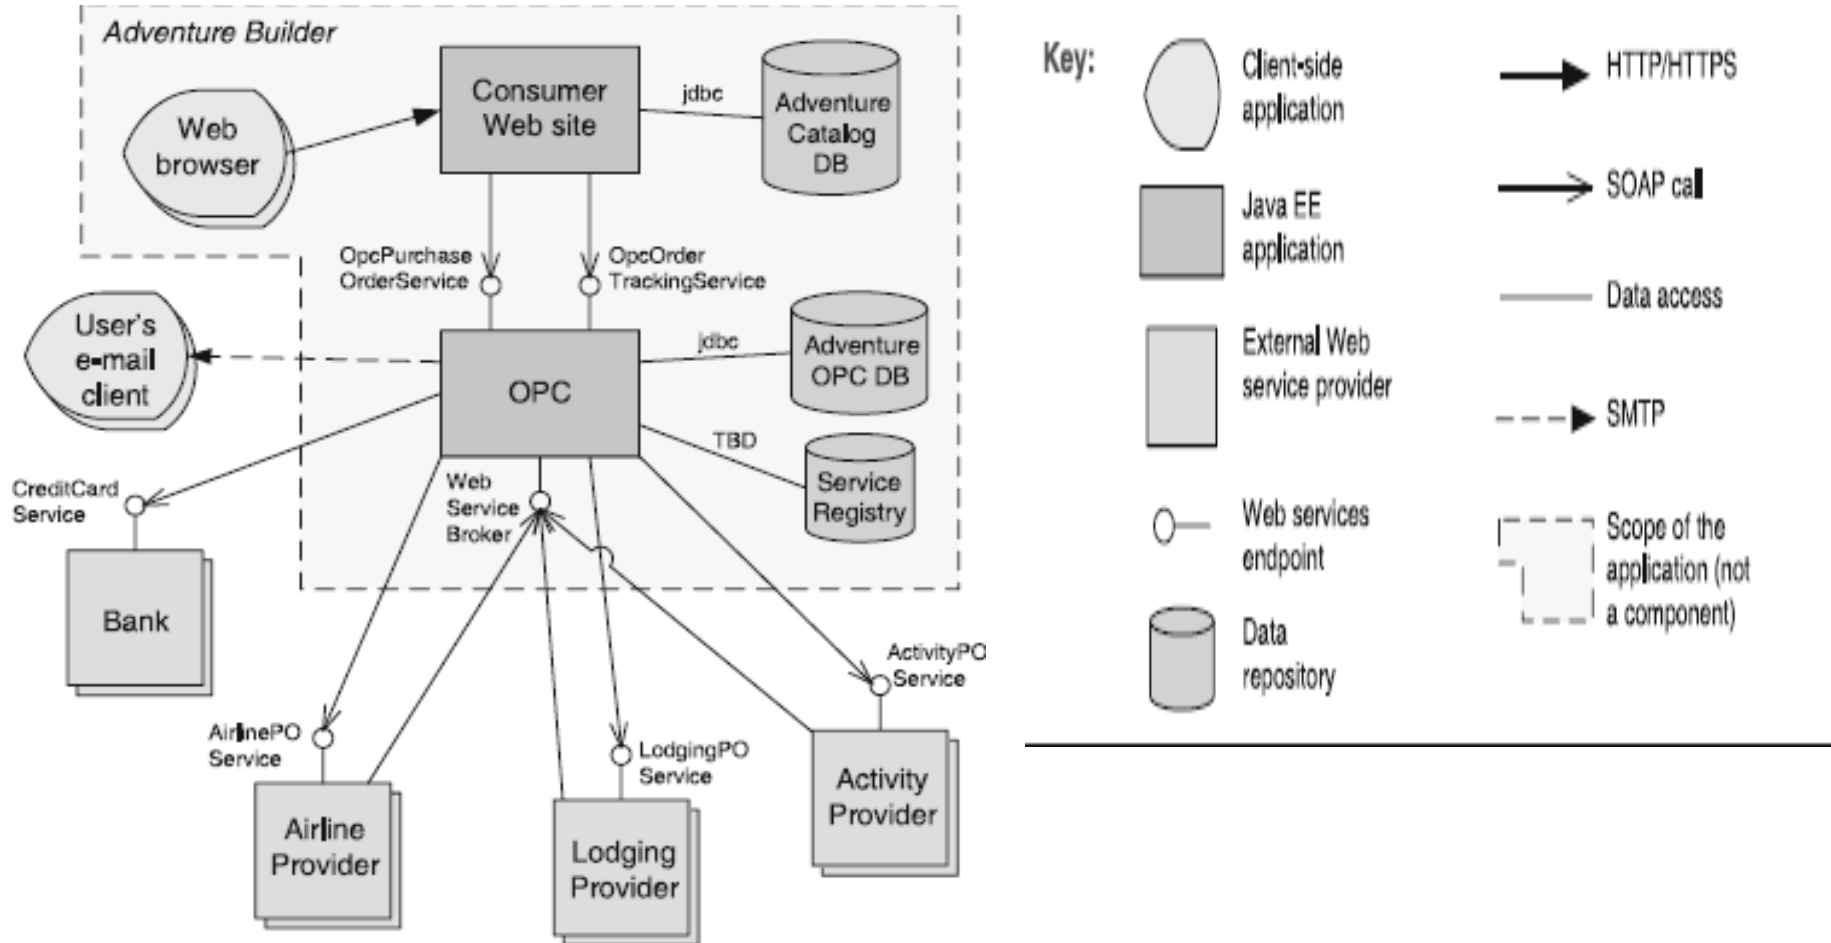 Adventure Builder
Consumer
Web site
jdbc
Adventure
Catalog
DB
Web
browser
OpcPurchase
OrderService
OpcOrder
TrackingService
User's
e-mail
client
OPC
jdbc
Adventure
OPC DB
TBD
Service
Registry
CreditCard
Service
Web
Service
Broker
Bank
ActivityPO
Service
AirlinePO
Service
LodgingPO
Service
Airline
Provider
Lodging
Provider
Activity
Provider
Key:
Client-side
application
Java EE
application
External Web
service provider
Web services
endpoint
Data
repository
HTTP/HTTPS
SOAP call
Data access
SMTP
Scope of the
application (not
a component)